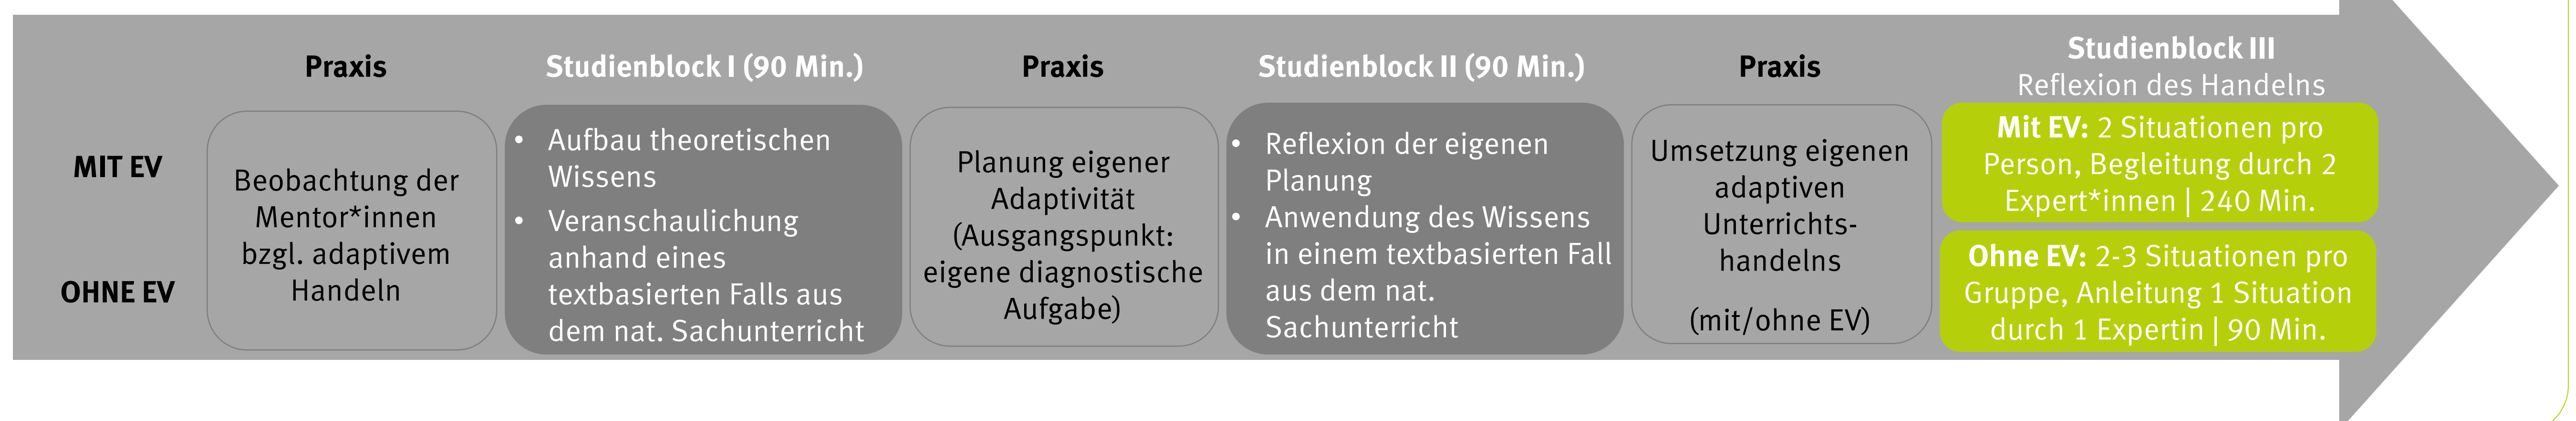 MIT EV
OHNE EV
Praxis
Beobachtung der
Mentor*innen
bzgl. adaptivem
Handeln
Studienblock I (90 Min.)
• Aufbau theoretischen
Wissens
• Veranschaulichung
anhand eines
textbasierten Falls aus
dem nat. Sachunterricht
Praxis
Planung eigener
Adaptivität
(Ausgangspunkt:
eigene diagnostische
Aufgabe)
Studienblock II (90 Min.)
• Reflexion der eigenen
Planung
• Anwendung des Wissens
in einem textbasierten Fall
aus dem nat.
Sachunterricht
Praxis
Umsetzung eigenen
adaptiven
Unterrichts-
handelns
(mit/ohne EV)
Studienblock III
Reflexion des Handelns
Mit EV: 2 Situationen pro
Person, Begleitung durch 2
Expert*innen | 240 Min.
Ohne EV: 2-3 Situationen pro
Gruppe, Anleitung 1 Situation
durch 1 Expertin | 90 Min.